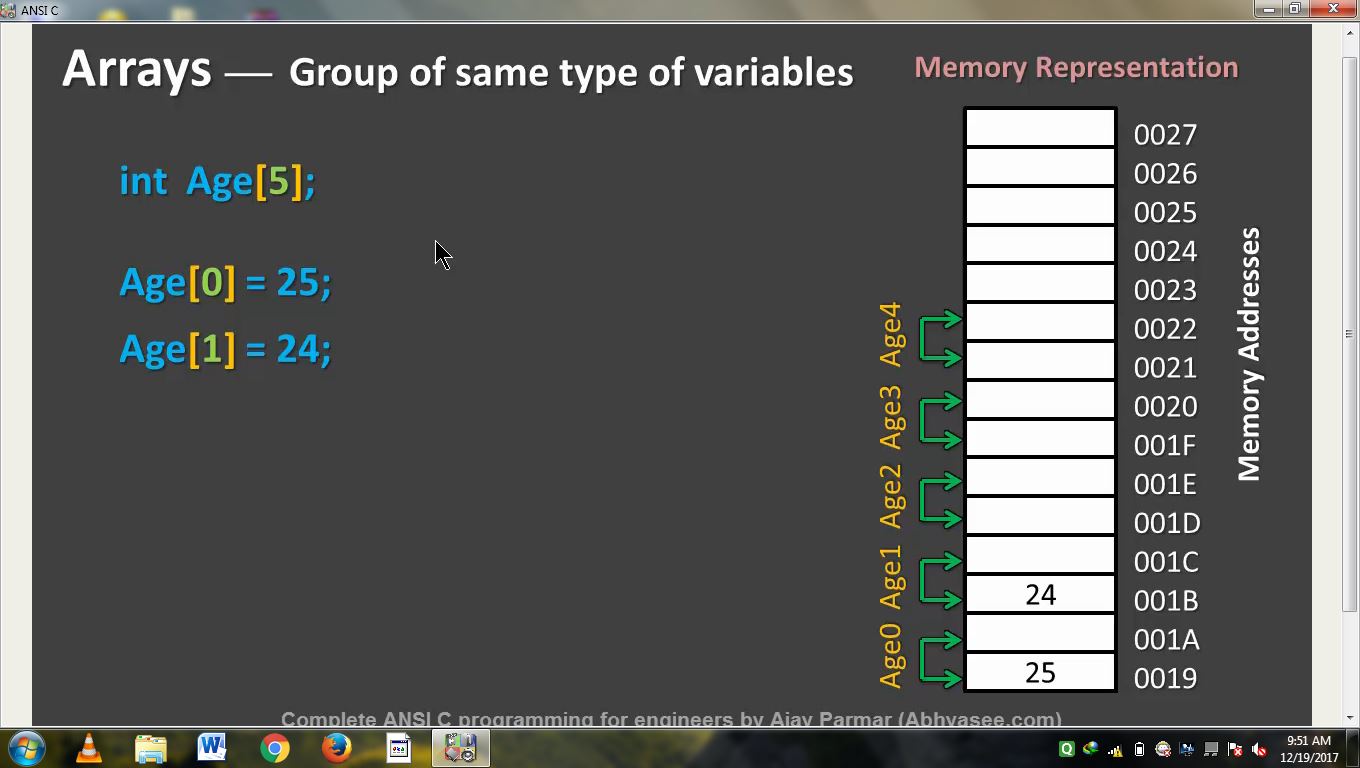 ANSI C
Arrays — Group of same type of variables
Memory Representation
int Age[5];
Age[0] = 25;
Age[1] = 24;
0027
0026
0025
0024
0023
0022
0021
0020
001F
001E
001D
001C
24 001B
001A
25 0019
Age4
Age3
Age2
Age1
Age0
Memory Addresses
Complete ANSI C programming for engineers by Ajay Parmar (Abhyasee.com)
9:51 AM
12/19/2017